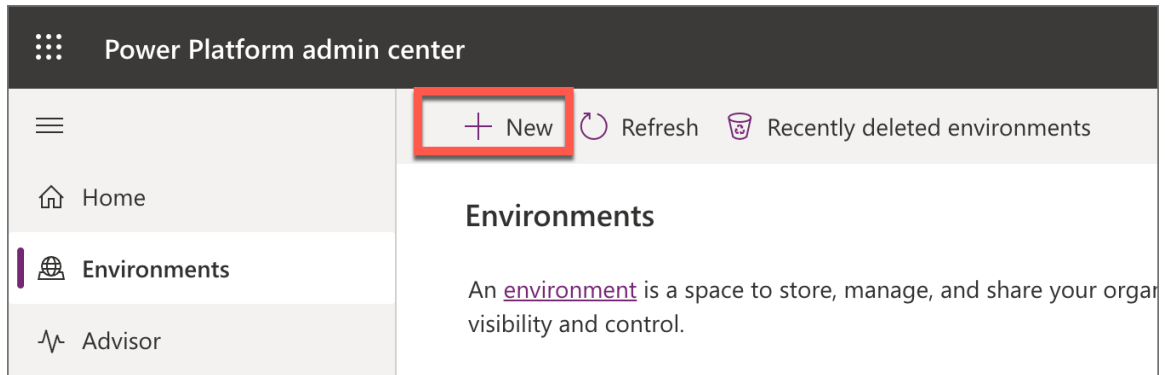 Power Platform admin center
New
Refresh
Recently deleted environments
Home
Environments
Advisor
Environments
An environment is a space to store, manage, and share your
visibility and control.